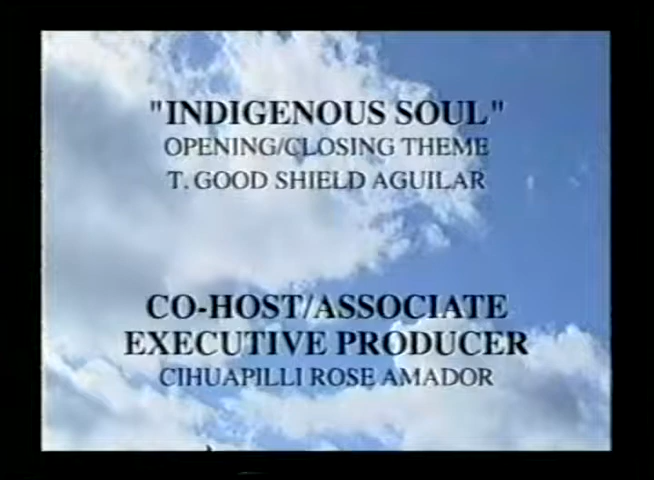 "INDIGENOUS SOUL"
OPENING/CLOSING THEME
T. GOOD SHIELD AGUILAR
CO-HOST/ASSOCIATE
EXECUTIVE PRODUCER
CIHUAPILLI ROSE AMADOR